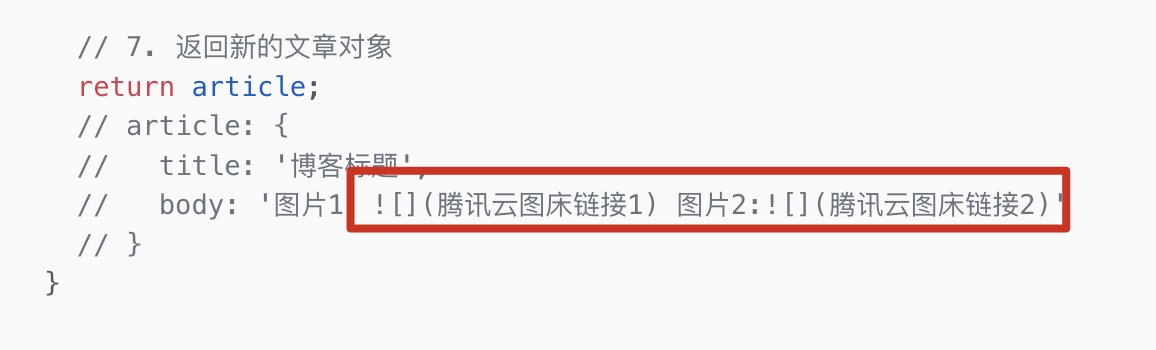 // 7. 返回新的文章对象
return article;
// article: {
//   title: '博客标题',
//   body: '图片1 ![](腾讯云图床链接1) 图片2:![](腾讯云图床链接2)'
// }
}